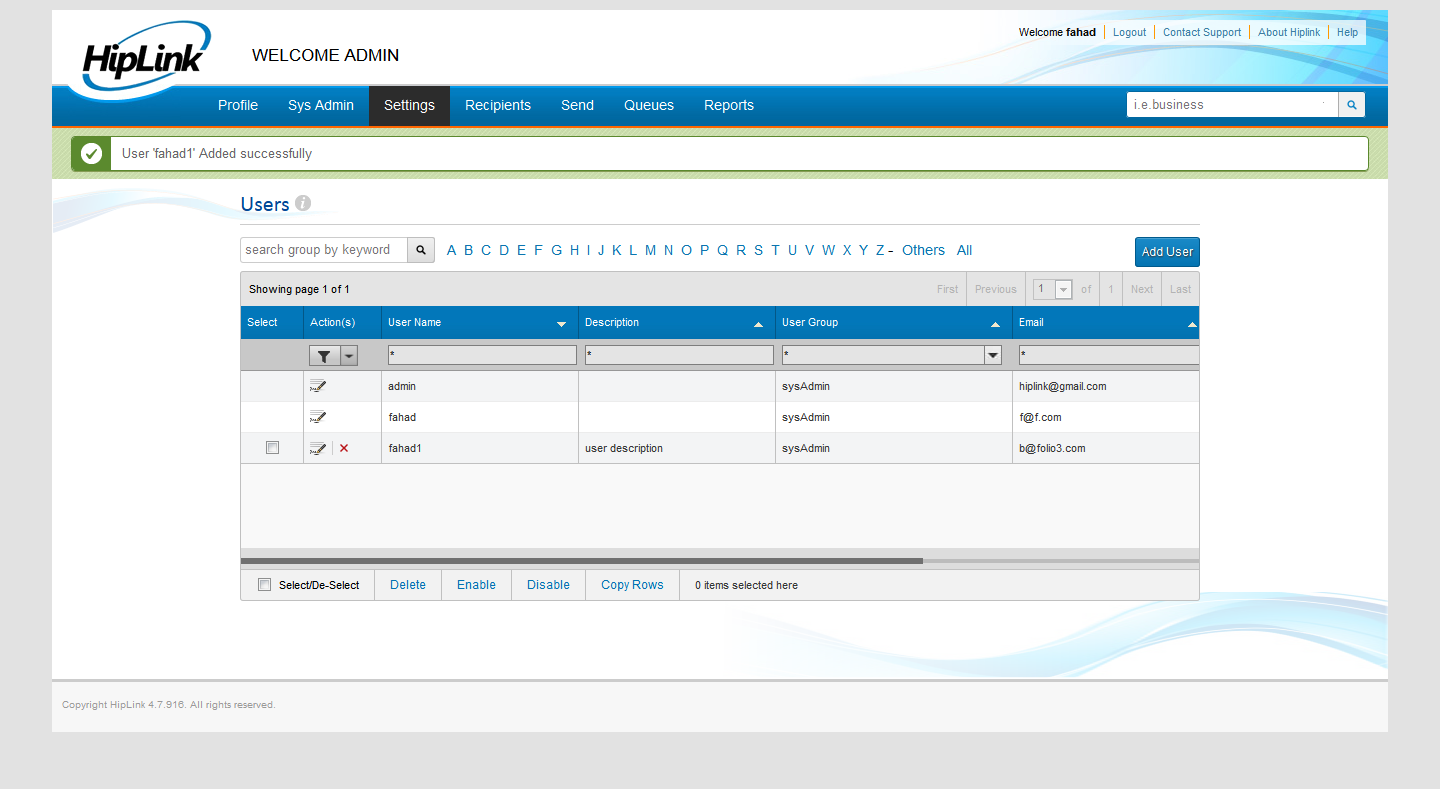 HipLink
WELCOME ADMIN
Welcome fahad Logout Contact Support About Hiplink Help
Profile Sys Admin Settings Recipients Send Queues Reports
i.e.business
User 'fahad1' Added successfully
Users i
search group by keyword A B C D E F G H I J K L M N O P Q R S T U V W X Y Z - Others All Add User
Showing page 1 of 1 First Previous 1 of 1 Next Last
Select Action(s) User Name Description User Group Email
* * * *
admin sysAdmin hiplink@gmail.com
fahad sysAdmin f@f.com
fahad1 user description sysAdmin b@folio3.com
Select/De-Select Delete Enable Disable Copy Rows 0 items selected here
Copyright HipLink 4.7.916. All rights reserved.